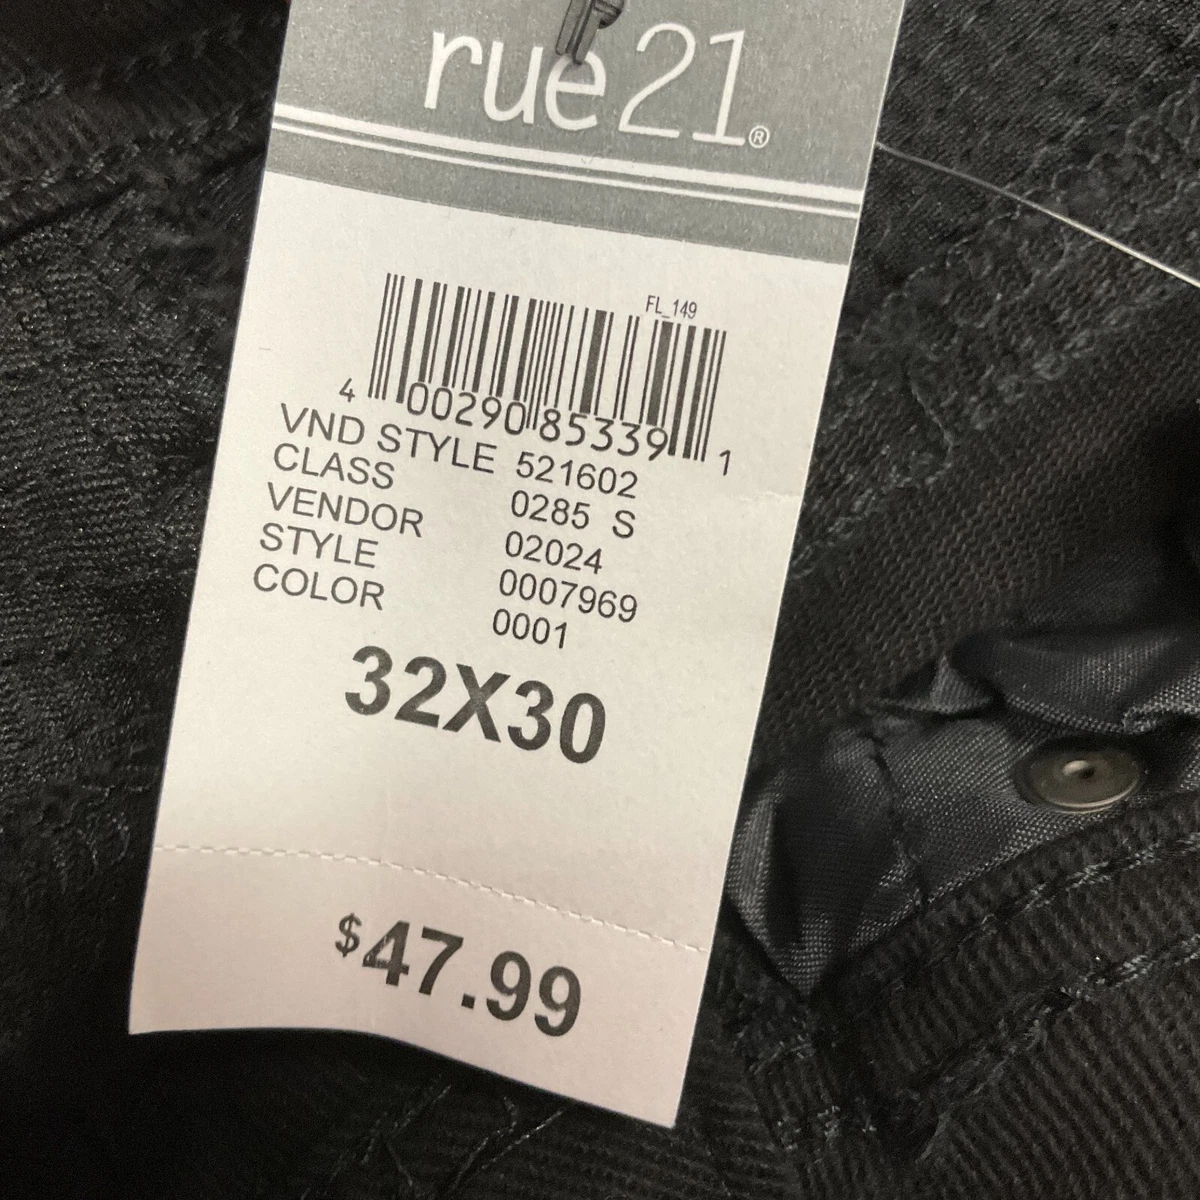 rue21®
FL_149
4 00290 85339 1
VND STYLE 521602
CLASS 0285 S
VENDOR 02024
STYLE 0007969
COLOR 0001
32X30
$47.99